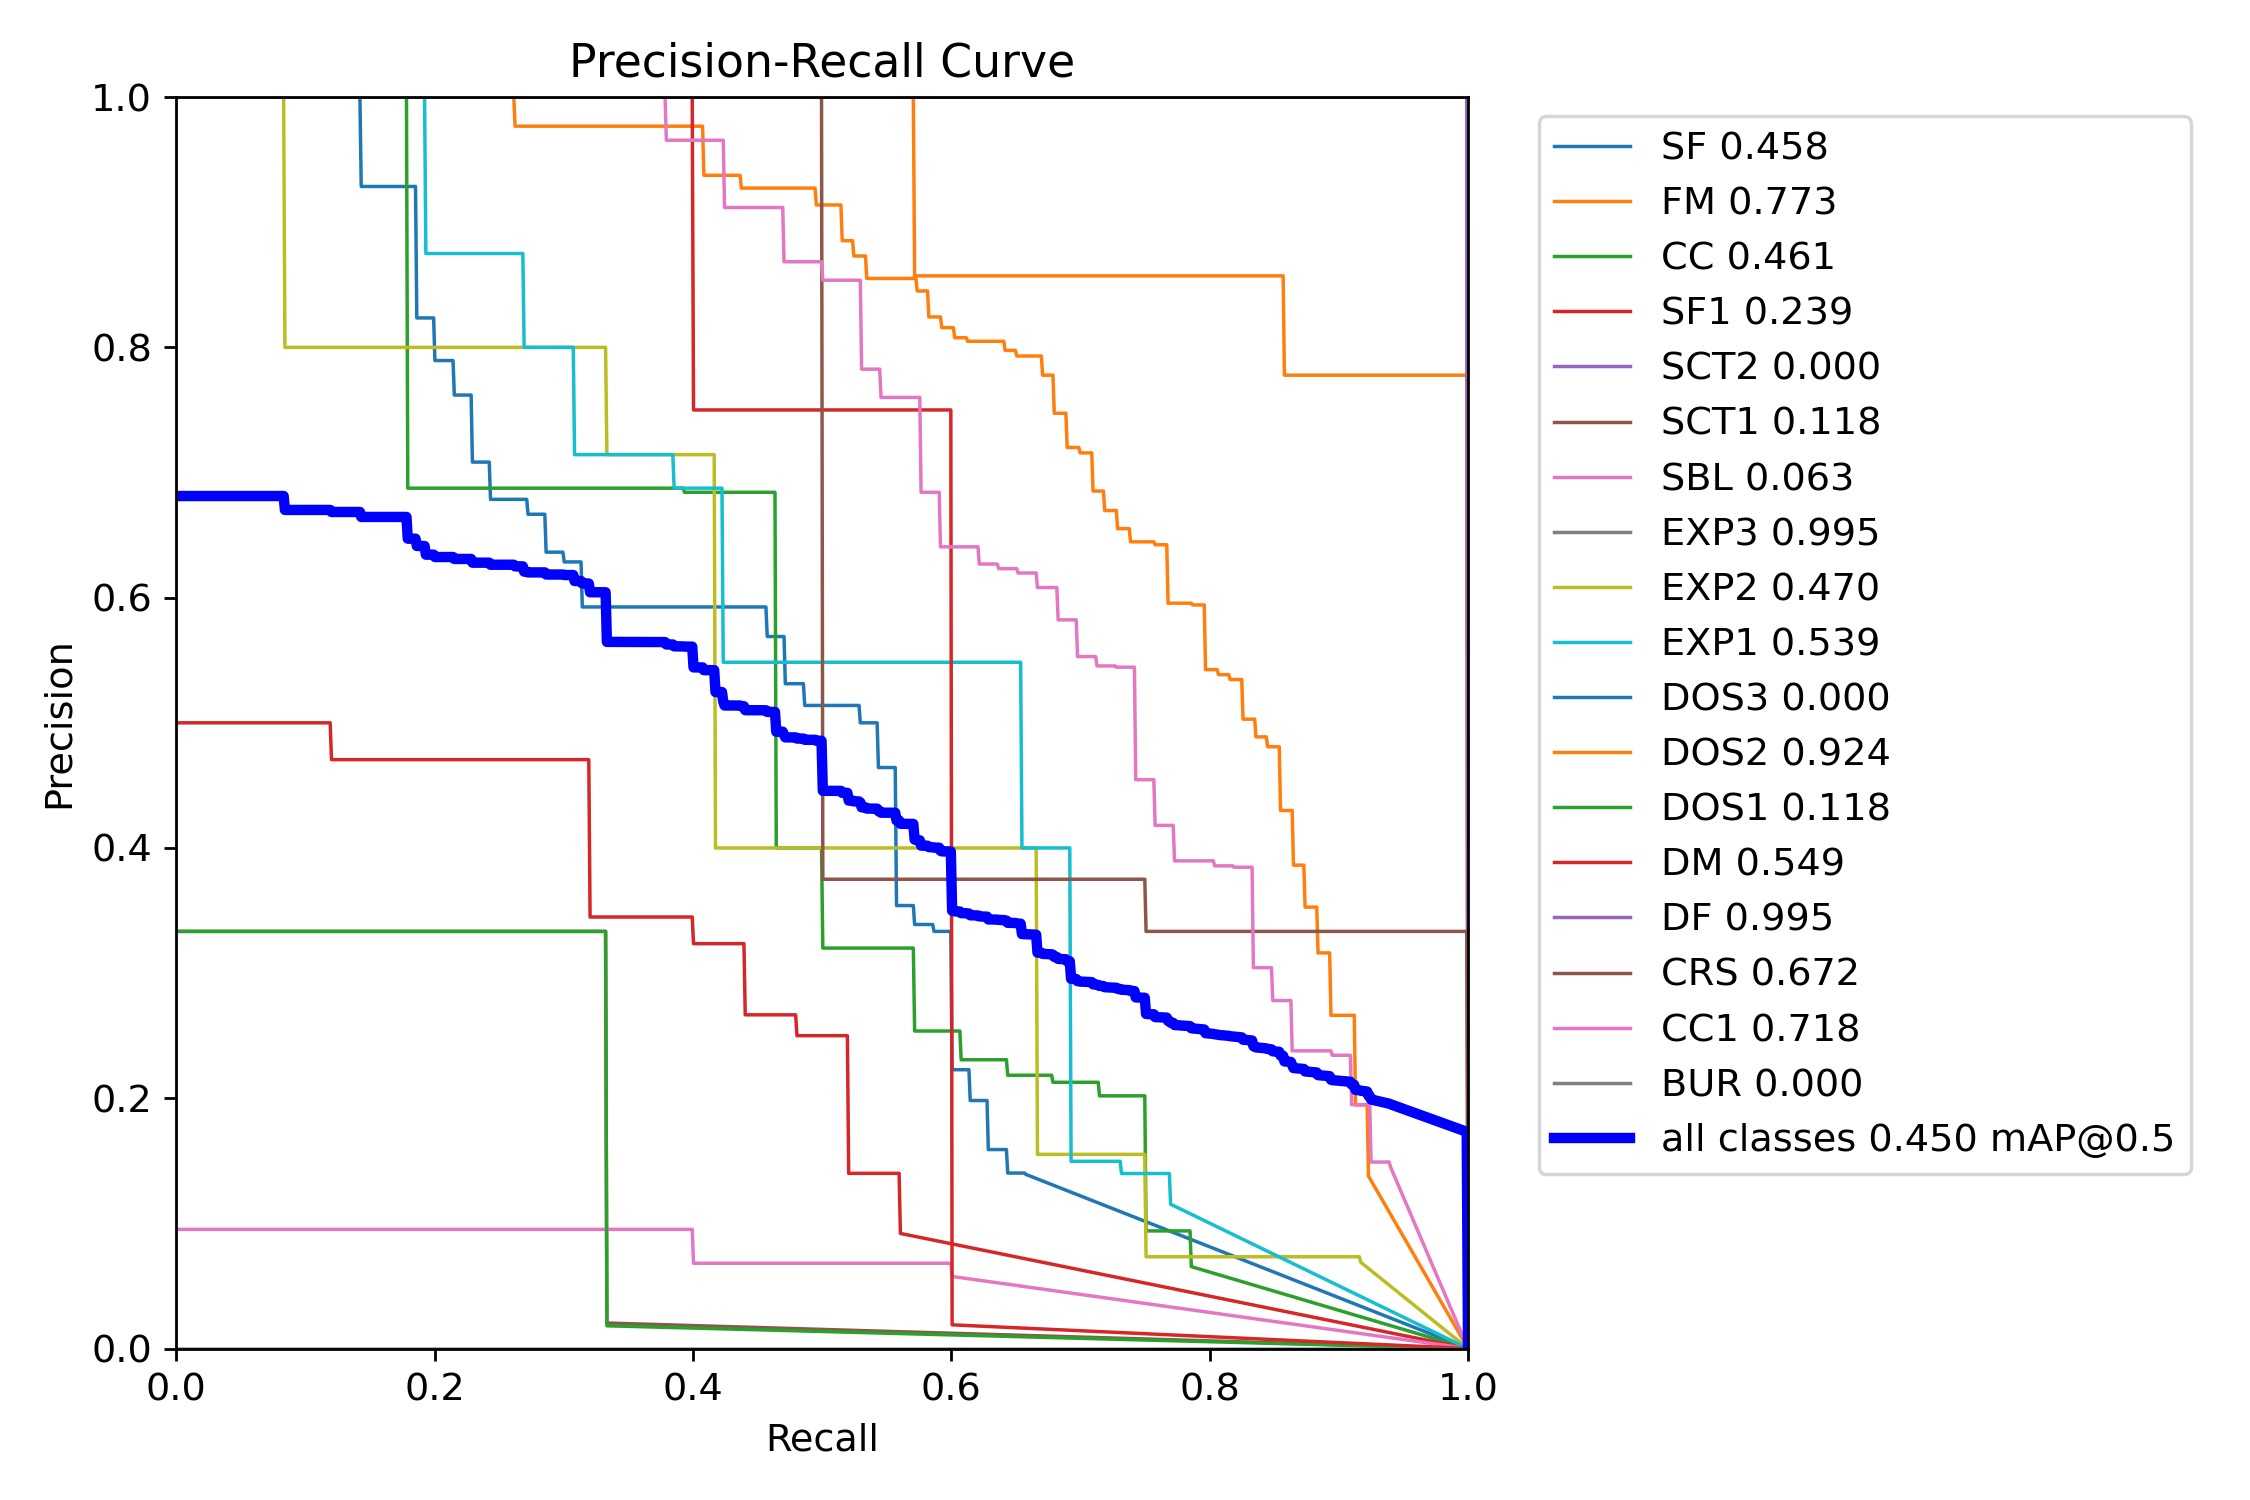 Precision-Recall Curve
1.0
0.8
0.6
0.4
0.2
0.0
Precision
0.0 0.2 0.4 0.6 0.8 1.0
Recall
SF 0.458
FM 0.773
CC 0.461
SF1 0.239
SCT2 0.000
SCT1 0.118
SBL 0.063
EXP3 0.995
EXP2 0.470
EXP1 0.539
DOS3 0.000
DOS2 0.924
DOS1 0.118
DM 0.549
DF 0.995
CRS 0.672
CC1 0.718
BUR 0.000
all classes 0.450 mAP@0.5